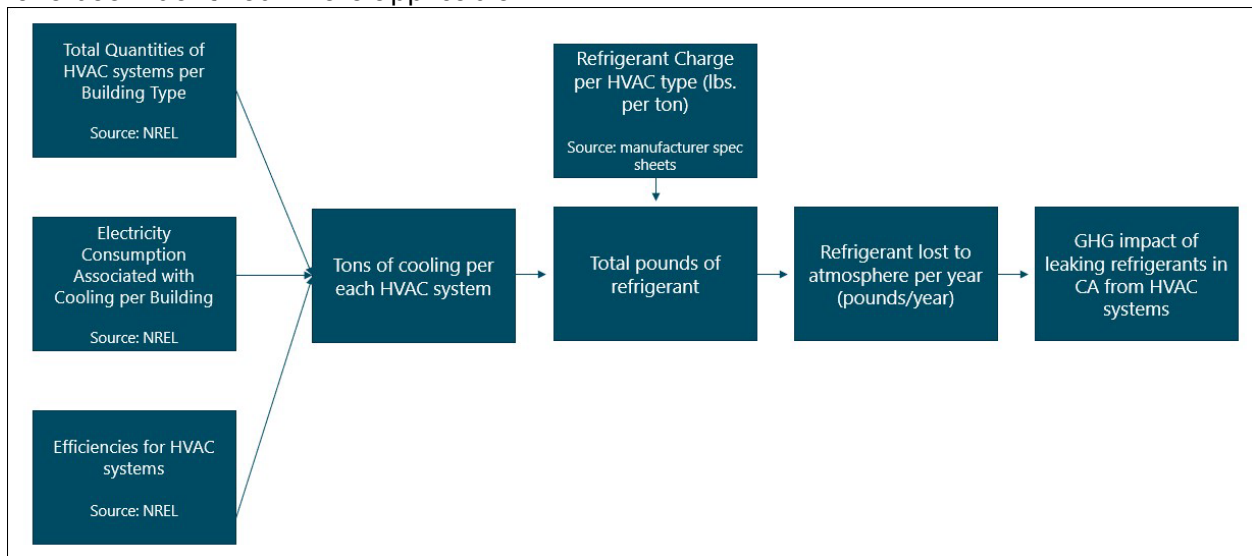 Total Quantities of
HVAC systems per
Building Type
Source: NREL
Electricity
Consumption
Associated with
Cooling per Building
Source: NREL
Efficiencies for HVAC
systems
Source: NREL
Tons of cooling per
each HVAC system
Refrigerant Charge
per HVAC type (lbs.
per ton)
Source: manufacturer spec
sheets
Total pounds of
refrigerant
Refrigerant lost to
atmosphere per year
(pounds/year)
GHG impact of
leaking refrigerants in
CA from HVAC
systems